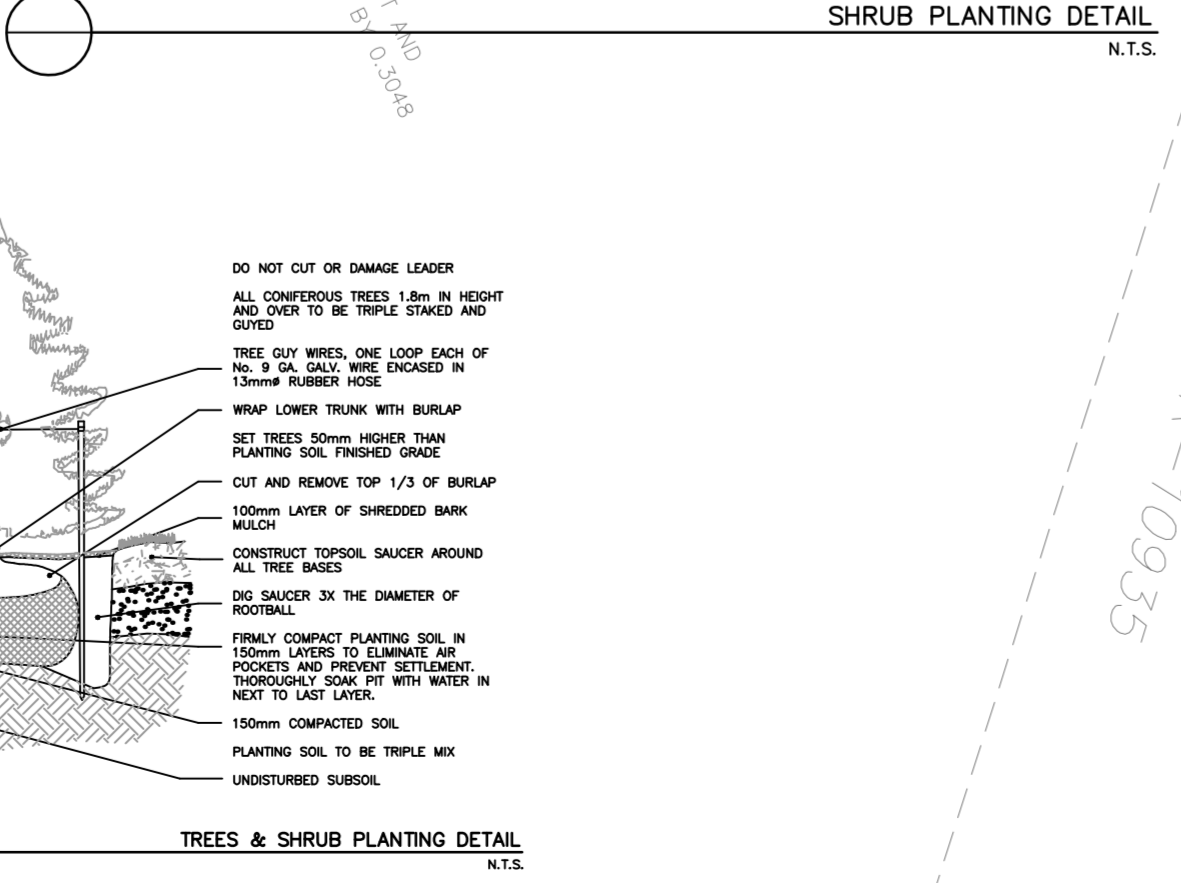 SHRUB PLANTING DETAIL
N.T.S.
T AND
BY 0.3048
DO NOT CUT OR DAMAGE LEADER
ALL CONIFEROUS TREES 1.8m IN HEIGHT
AND OVER TO BE TRIPLE STAKED AND
GUYED
TREE GUY WIRES, ONE LOOP EACH OF
No. 9 GA. GALV. WIRE ENCASED IN
13mmø RUBBER HOSE
WRAP LOWER TRUNK WITH BURLAP
SET TREES 50mm HIGHER THAN
PLANTING SOIL FINISHED GRADE
CUT AND REMOVE TOP 1/3 OF BURLAP
100mm LAYER OF SHREDDED BARK
MULCH
CONSTRUCT TOPSOIL SAUCER AROUND
ALL TREE BASES
DIG SAUCER 3X THE DIAMETER OF
ROOTBALL
FIRMLY COMPACT PLANTING SOIL IN
150mm LAYERS TO ELIMINATE AIR
POCKETS AND PREVENT SETTLEMENT.
THOROUGHLY SOAK PIT WITH WATER IN
NEXT TO LAST LAYER.
150mm COMPACTED SOIL
PLANTING SOIL TO BE TRIPLE MIX
UNDISTURBED SUBSOIL
TREES & SHRUB PLANTING DETAIL
N.T.S.
10935